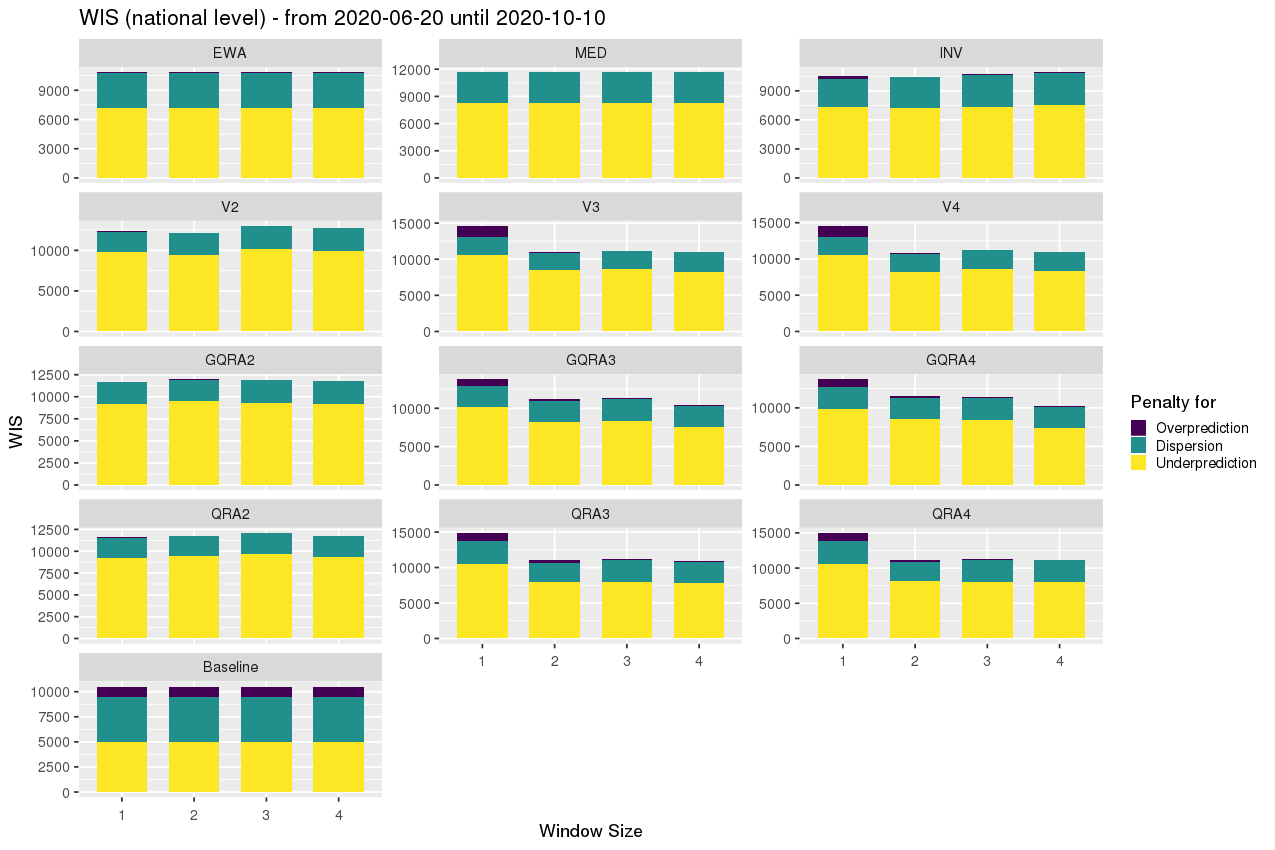 WIS (national level) - from 2020-06-20 until 2020-10-10
EWA
MED
INV
9000
6000
3000
0
12000
9000
6000
3000
0
9000
6000
3000
0
V2
V3
V4
10000
5000
0
15000
10000
5000
0
15000
10000
5000
0
GQRA2
GQRA3
GQRA4
12500
10000
7500
5000
2500
0
10000
5000
0
10000
5000
0
QRA2
QRA3
QRA4
12500
10000
7500
5000
2500
0
15000
10000
5000
0
1 2 3 4
15000
10000
5000
0
1 2 3 4
Baseline
10000
7500
5000
2500
0
1 2 3 4
WIS
Window Size
Penalty for
Overprediction
Dispersion
Underprediction